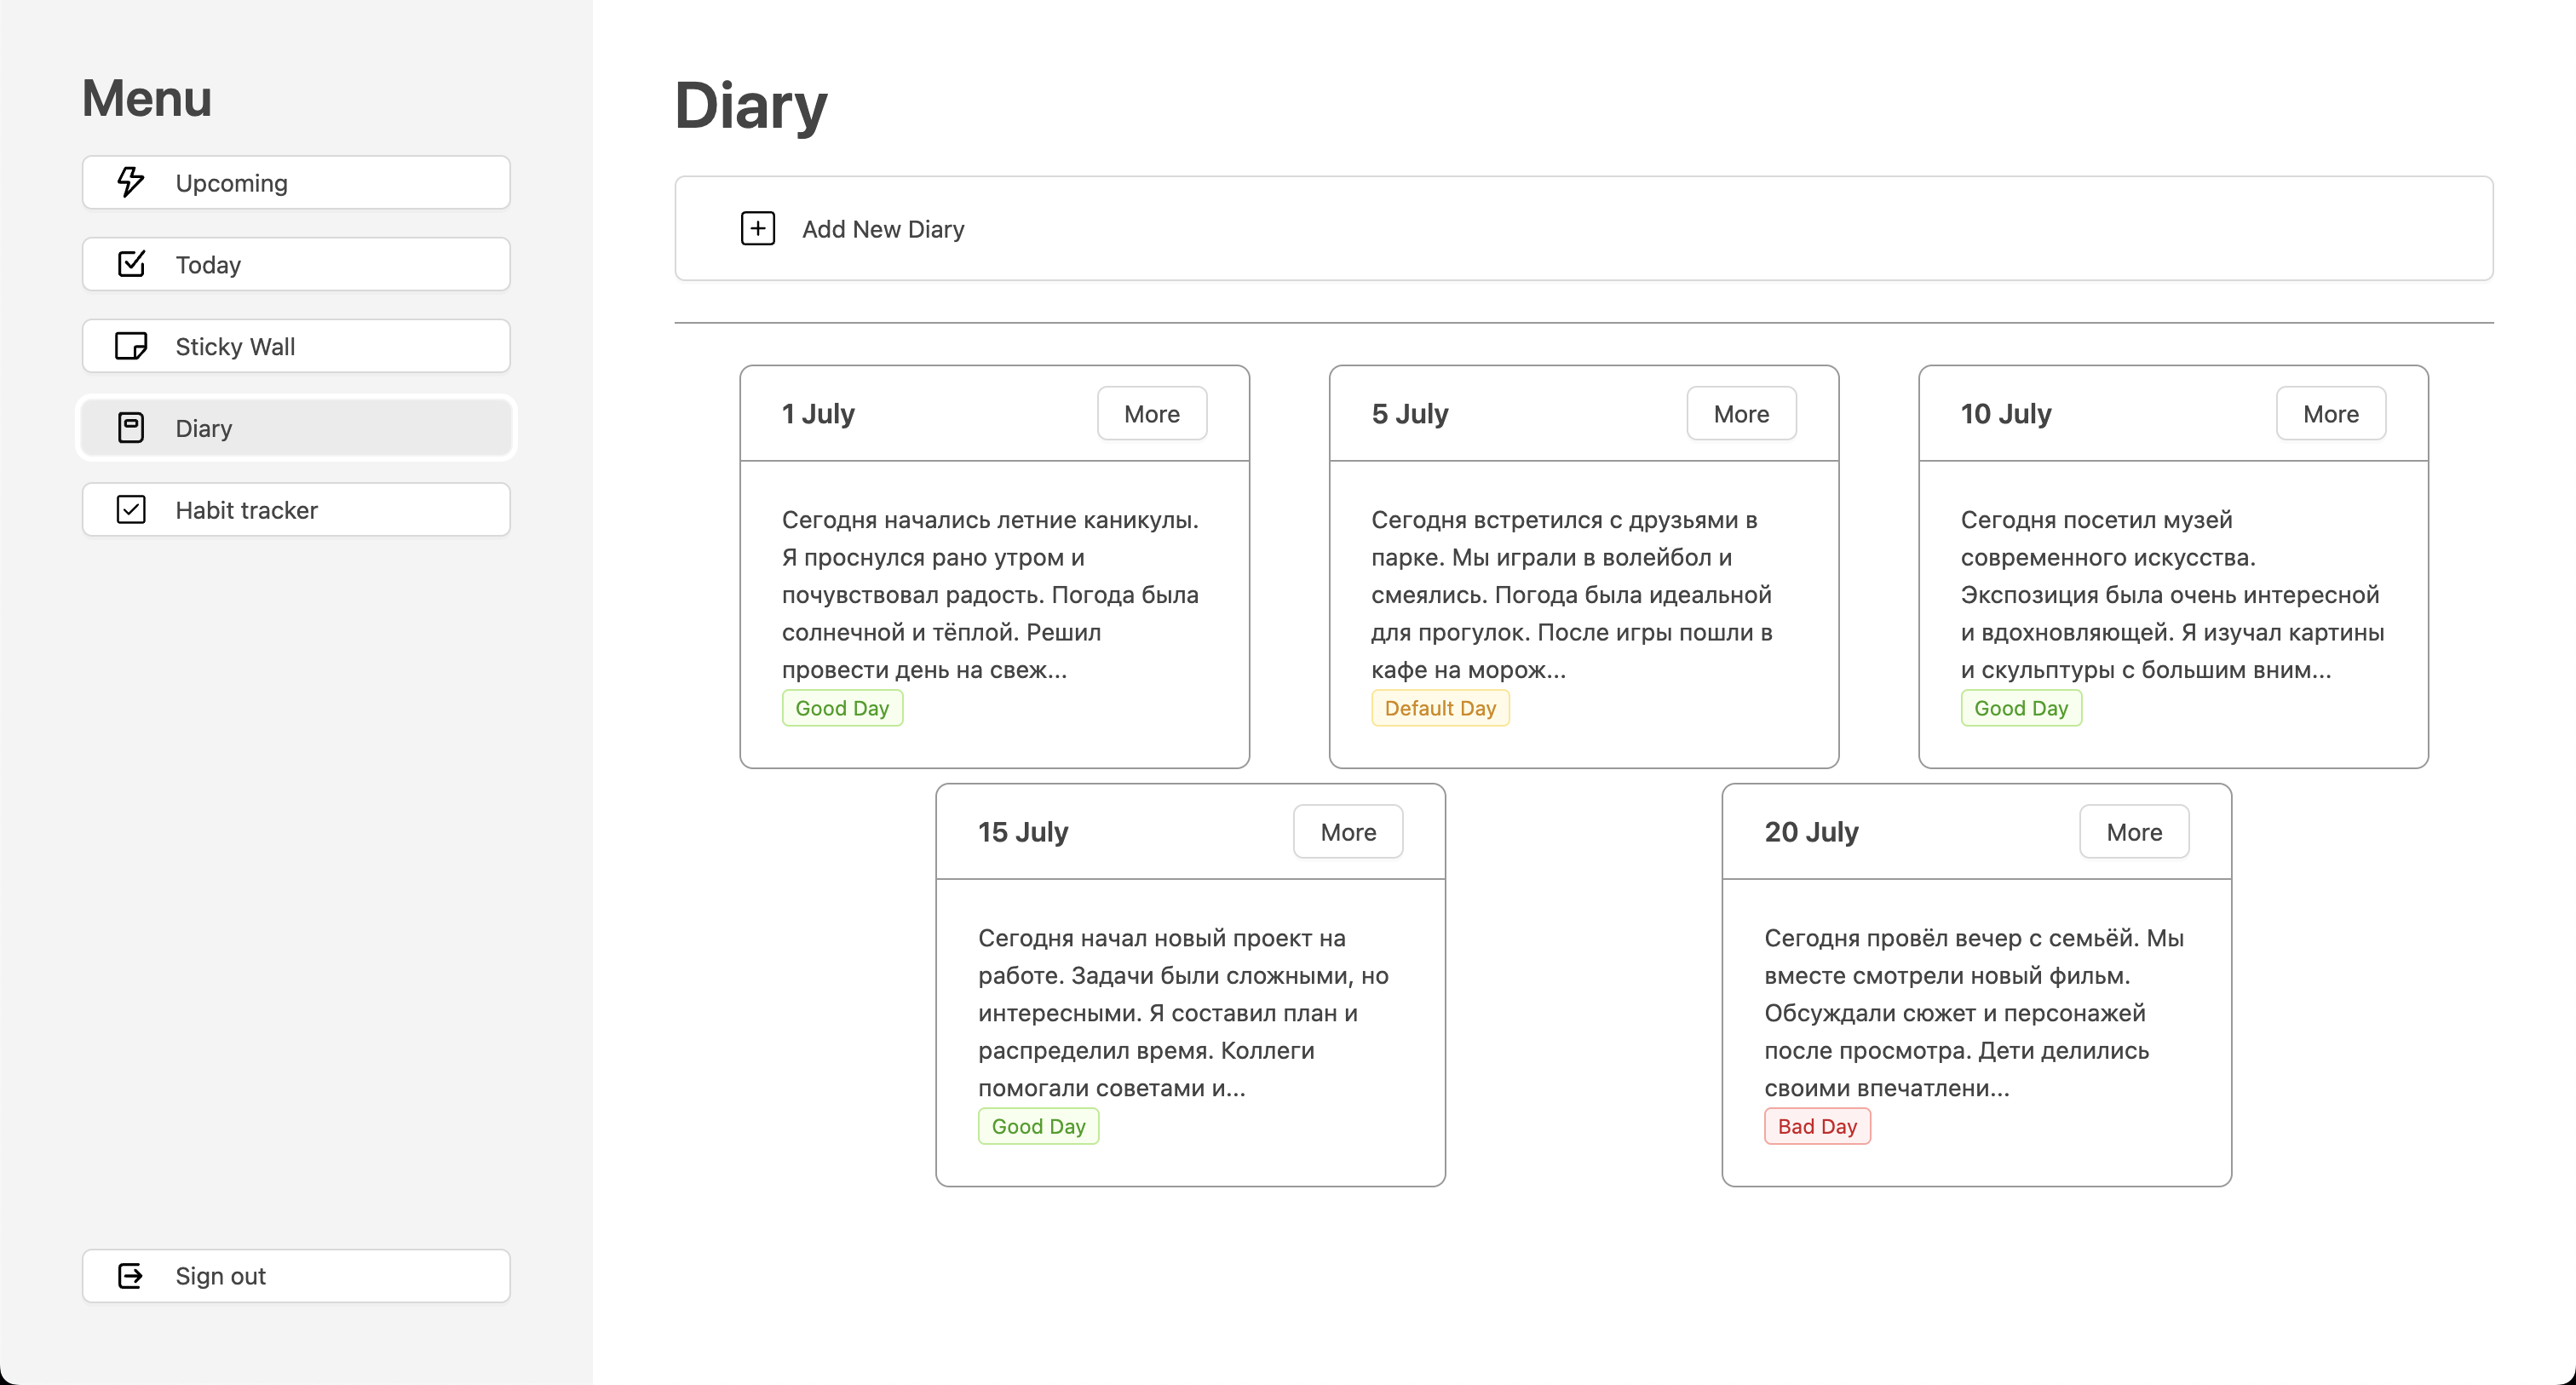 Menu
Upcoming
Today
Sticky Wall
Diary
Habit tracker
Sign out
Diary
Add New Diary
1 July
More
Сегодня начались летние каникулы.
Я проснулся рано утром и
почувствовал радость. Погода была
солнечной и тёплой. Решил
провести день на свеж...
Good Day
5 July
More
Сегодня встретился с друзьями в
парке. Мы играли в волейбол и
смеялись. Погода была идеальной
для прогулок. После игры пошли в
кафе на морож...
Default Day
10 July
More
Сегодня посетил музей
современного искусства.
Экспозиция была очень интересной
и вдохновляющей. Я изучал картины
и скульптуры с большим вним...
Good Day
15 July
More
Сегодня начал новый проект на
работе. Задачи были сложными, но
интересными. Я составил план и
распределил время. Коллеги
помогали советами и...
Good Day
20 July
More
Сегодня провёл вечер с семьёй. Мы
вместе смотрели новый фильм.
Обсуждали сюжет и персонажей
после просмотра. Дети делились
своими впечатлени...
Bad Day